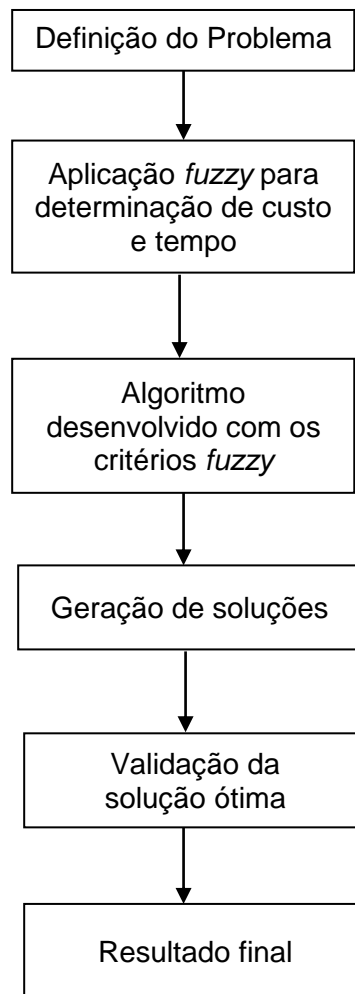 Definição do Problema
Aplicação fuzzy para
determinação de custo
e tempo
Algoritmo
desenvolvido com os
critérios fuzzy
Geração de soluções
Validação da
solução ótima
Resultado final